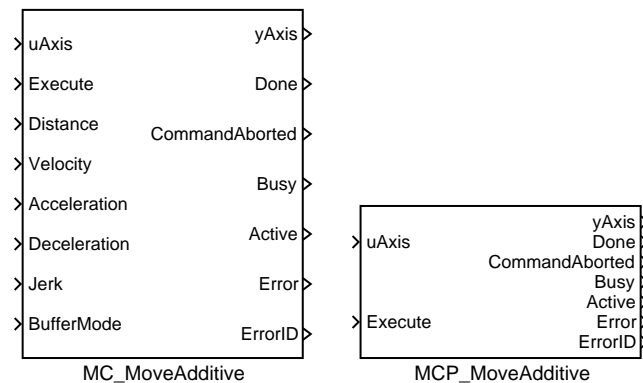 uAxis
Execute
Distance
Velocity
Acceleration
Deceleration
Jerk
BufferMode
yAxis
Done
CommandAborted
Busy
Active
Error
ErrorID
MC_MoveAdditive
uAxis
Execute
yAxis
Done
CommandAborted
Busy
Active
Error
ErrorID
MCP_MoveAdditive